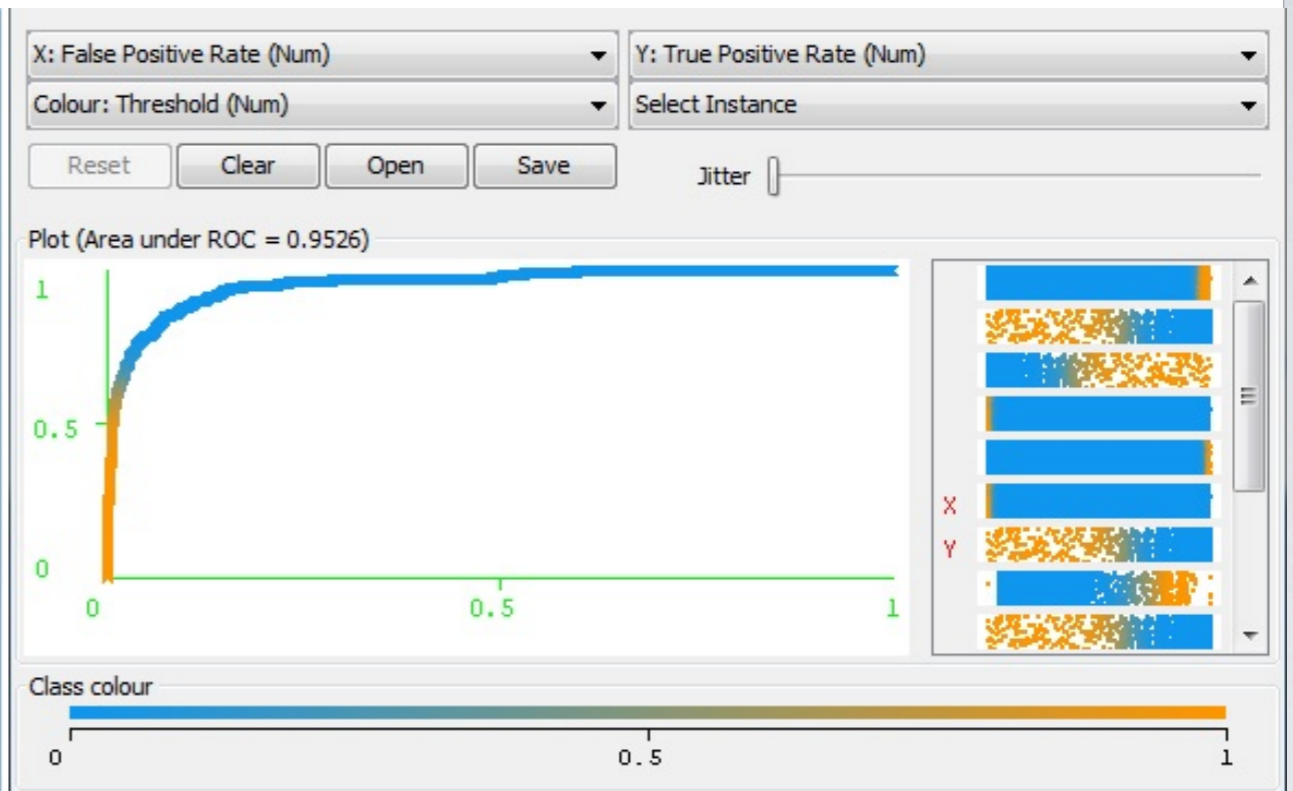 X: False Positive Rate (Num)
Y: True Positive Rate (Num)
Colour: Threshold (Num)
Select Instance
Reset
Clear
Open
Save
Jitter
Plot (Area under ROC = 0.9526)
1
0.5
0
0
0.5
1
X
Y
Class colour
0
0.5
1